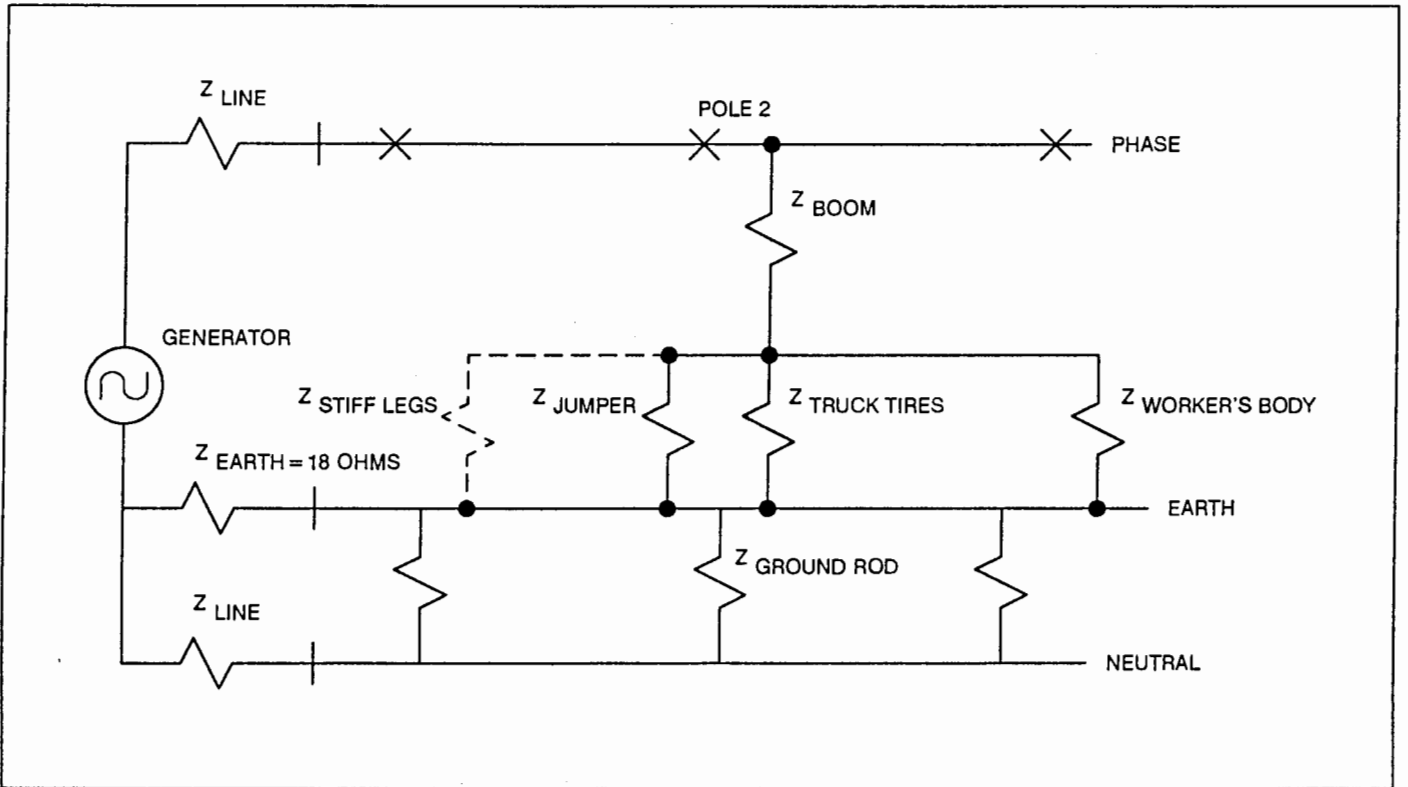 Z LINE
POLE 2
PHASE
Z BOOM
GENERATOR
Z STIFF LEGS
Z JUMPER
Z TRUCK TIRES
Z WORKER'S BODY
Z EARTH = 18 OHMS
EARTH
Z GROUND ROD
Z LINE
NEUTRAL